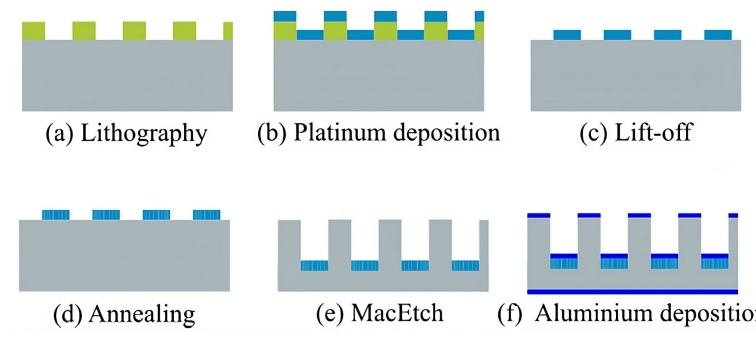 (a) Lithography
(b) Platinum deposition
(c) Lift-off
(d) Annealing
(e) MacEtch
(f) Aluminium depositio